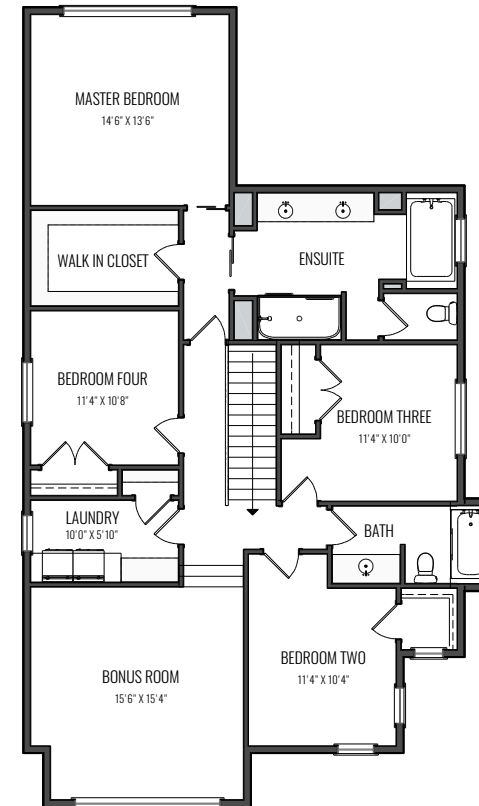 MASTER BEDROOM
14'6" X 13'6"
WALK IN CLOSET
ENSUITE
BEDROOM FOUR
11'4" X 10'8"
BEDROOM THREE
11'4" X 10'0"
LAUNDRY
10'0" X 5'10"
BATH
BEDROOM TWO
11'4" X 10'4"
BONUS ROOM
15'6" X 15'4"